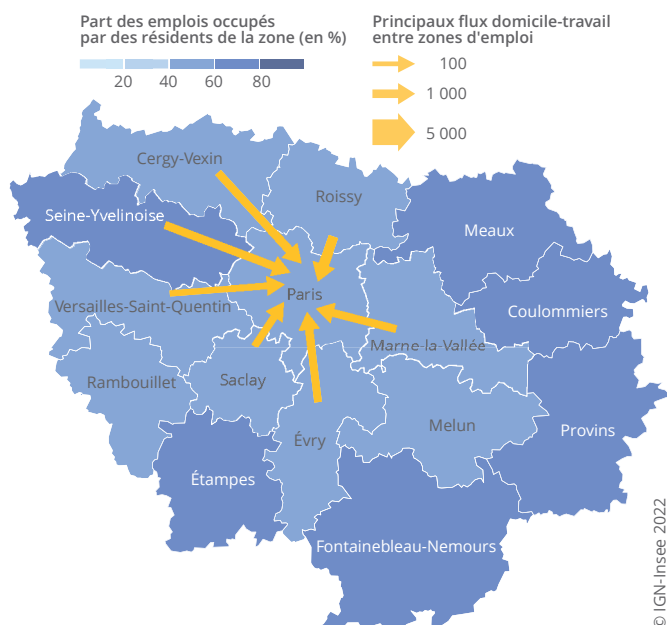 Part des emplois occupés
par des résidents de la zone (en %)
20 40 60 80
Principaux flux domicile-travail
entre zones d'emploi
100
1 000
5 000
Cergy-Vexin
Roissy
Seine-Yvelinoise
Meaux
Paris
Versailles-Saint-Quentin
Coulommiers
Marne-la-Vallée
Rambouillet
Saclay
Melun
Provins
Évry
Étampes
Fontainebleau-Nemours
© IGN-Insee 2022